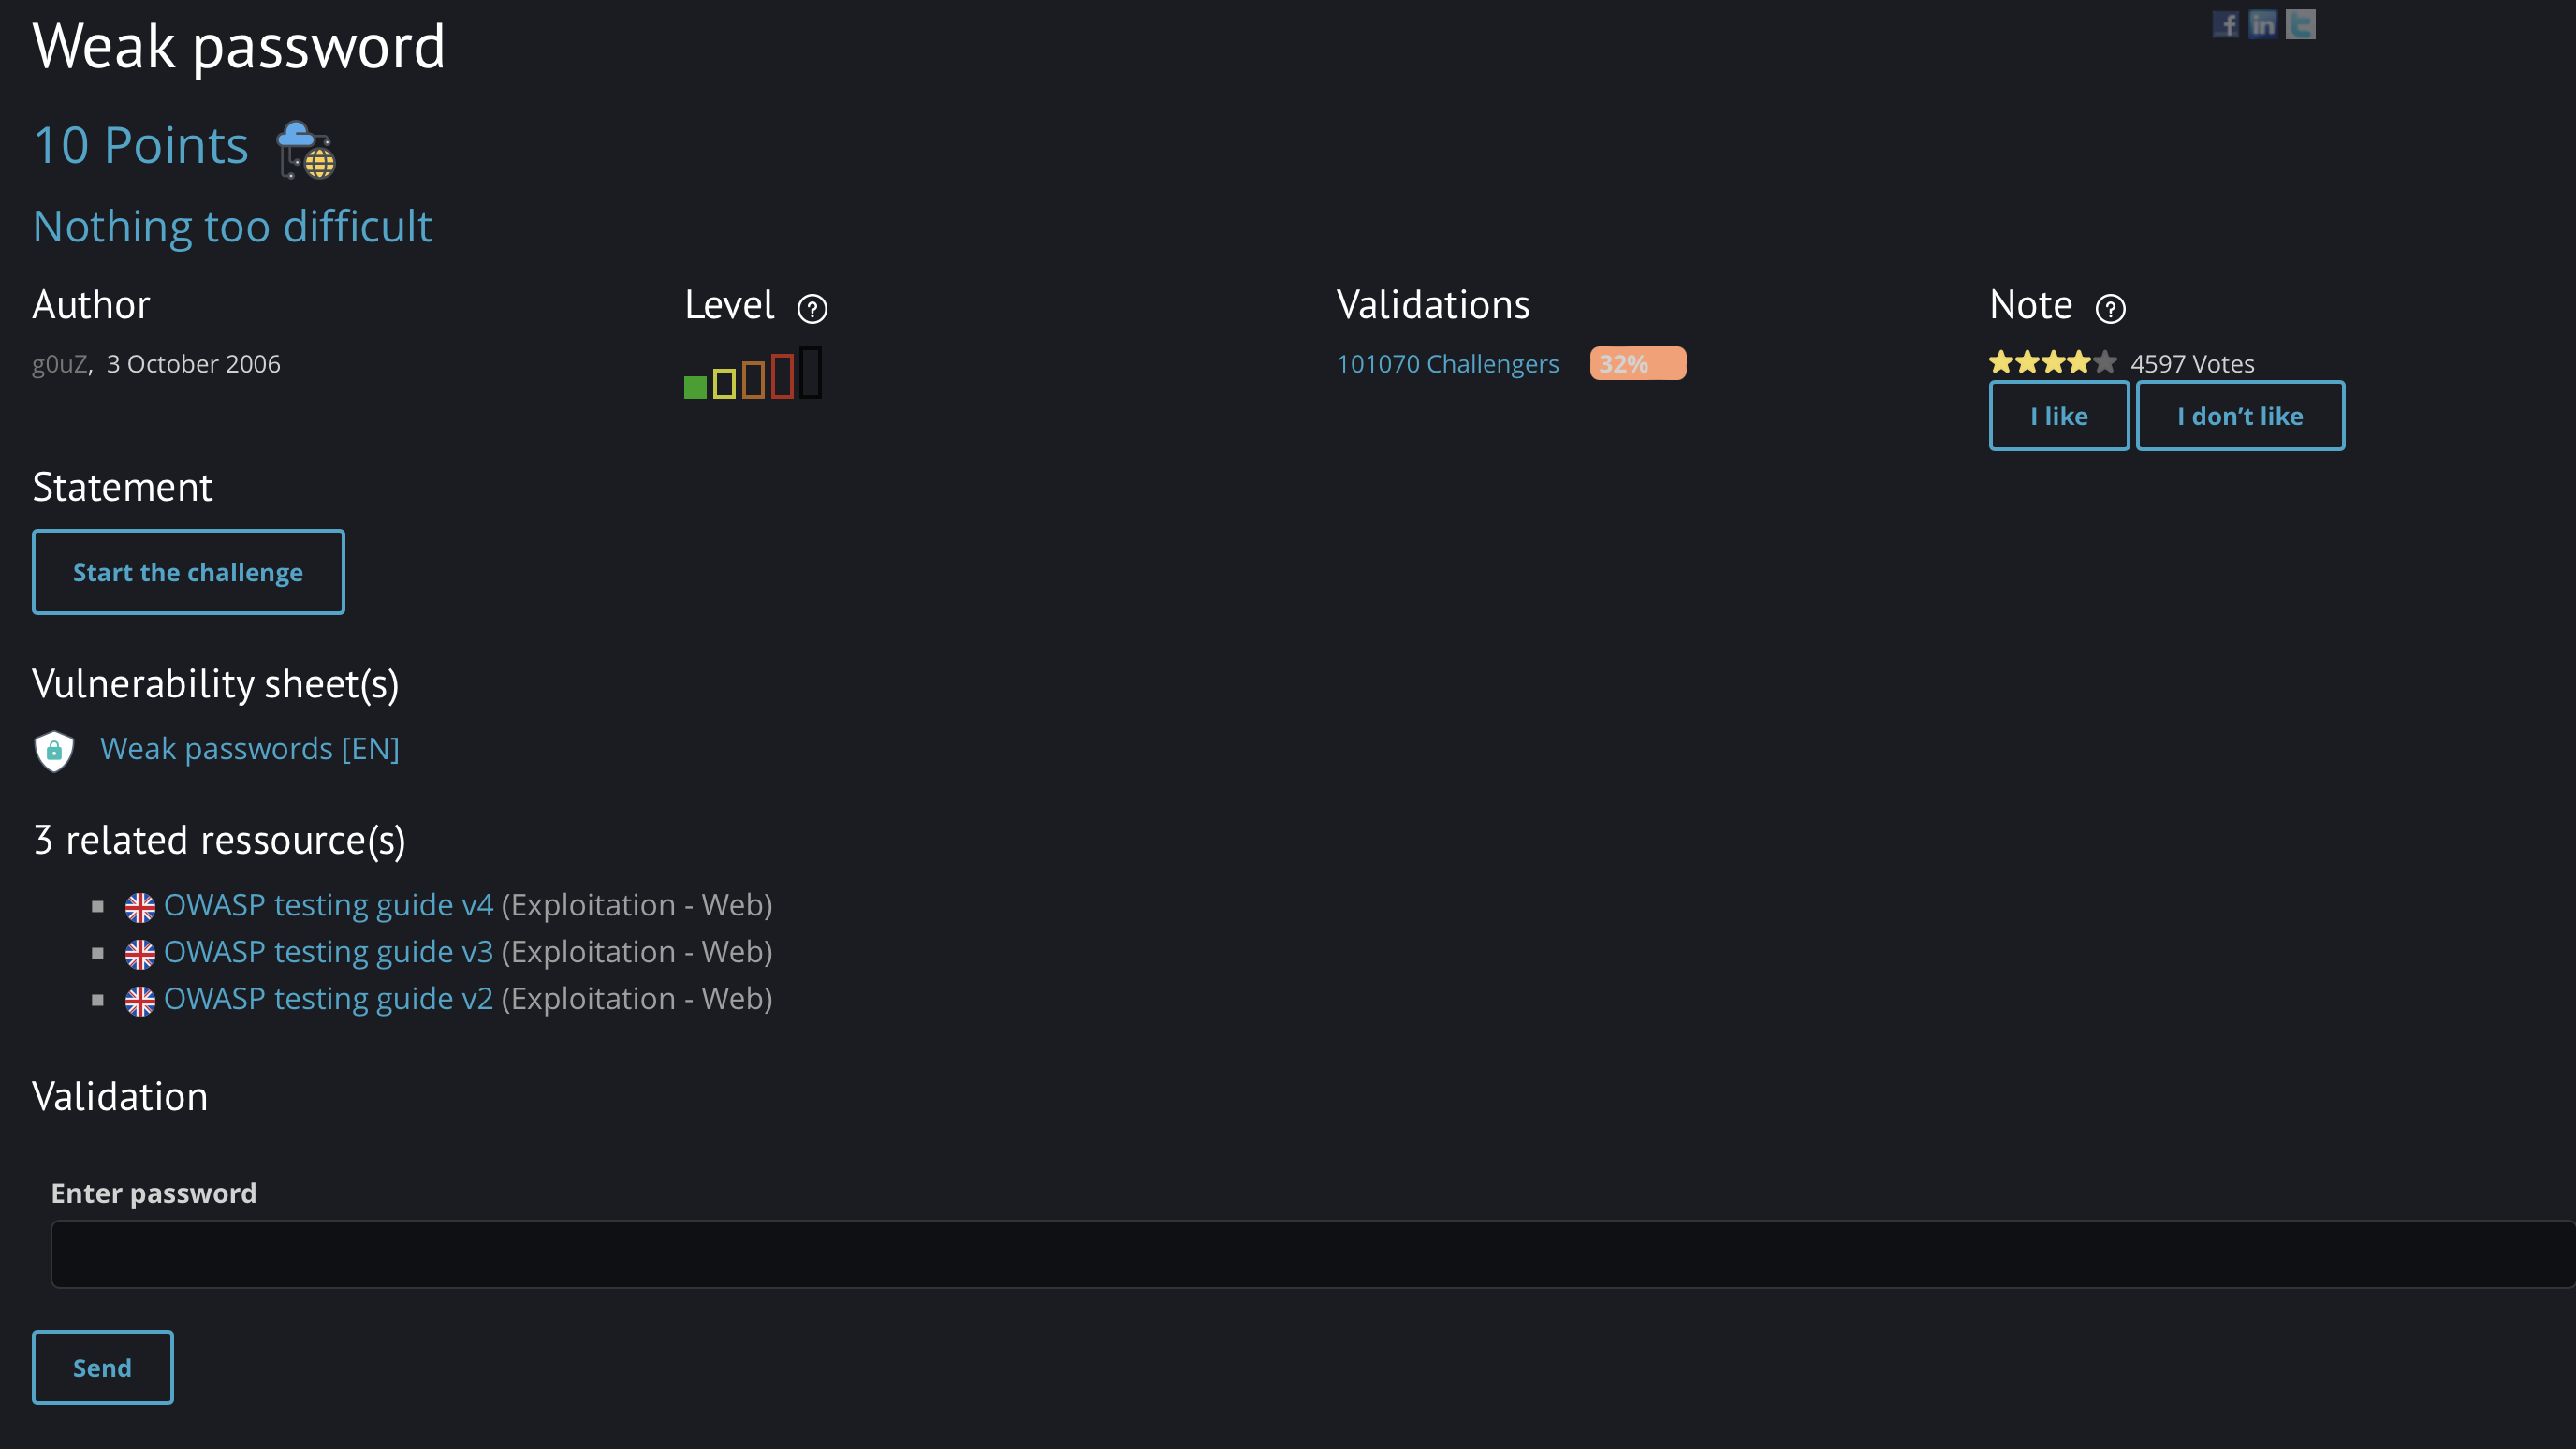 Weak password
10 Points
Nothing too difficult
Author
g0uZ, 3 October 2006
Level ?
Validations
101070 Challengers 32%
Note ?
4597 Votes
I like
I don’t like
Statement
Start the challenge
Vulnerability sheet(s)
Weak passwords [EN]
3 related ressource(s)
OWASP testing guide v4 (Exploitation - Web)
OWASP testing guide v3 (Exploitation - Web)
OWASP testing guide v2 (Exploitation - Web)
Validation
Enter password
Send